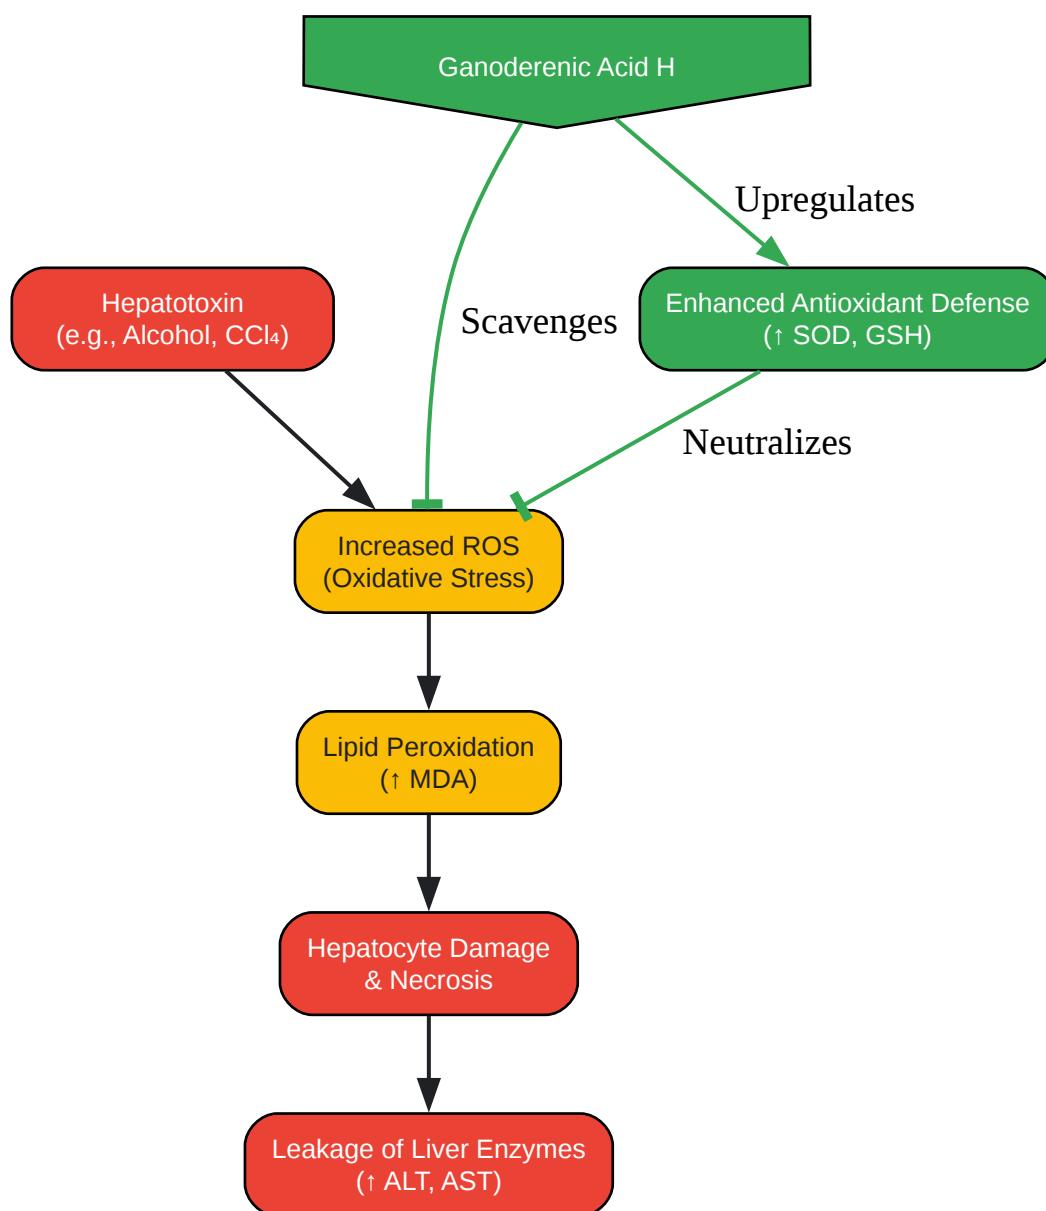 Ganoderenic Acid H
Upregulates
Hepatotoxin
(e.g., Alcohol, CCl₄)
Scavenges
Enhanced Antioxidant Defense
(↑ SOD, GSH)
Neutralizes
Increased ROS
(Oxidative Stress)
Lipid Peroxidation
(↑ MDA)
Hepatocyte Damage
& Necrosis
Leakage of Liver Enzymes
(↑ ALT, AST)